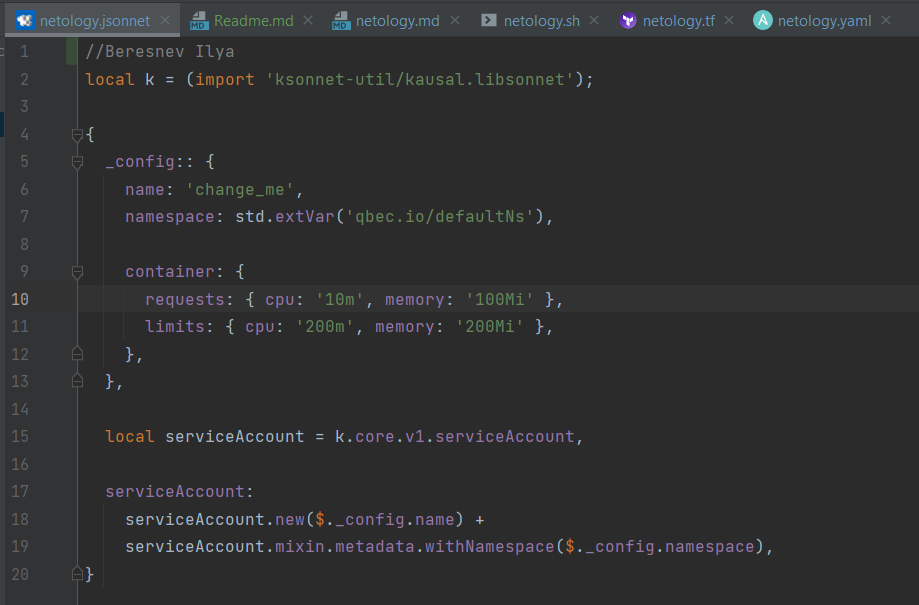 netology.jsonnet Readme.md netology.md netology.sh netology.tf netology.yaml
1 //Beresnev Ilya
2 local k = (import 'ksonnet-util/kausal.libsonnet');
3
4 {
5   _config:: {
6     name: 'change_me',
7     namespace: std.extVar('qbec.io/defaultNs'),
8
9     container: {
10       requests: { cpu: '10m', memory: '100Mi' },
11       limits: { cpu: '200m', memory: '200Mi' },
12     },
13   },
14
15   local serviceAccount = k.core.v1.serviceAccount,
16
17   serviceAccount:
18     serviceAccount.new($._config.name) +
19     serviceAccount.mixin.metadata.withNamespace($._config.namespace),
20 }